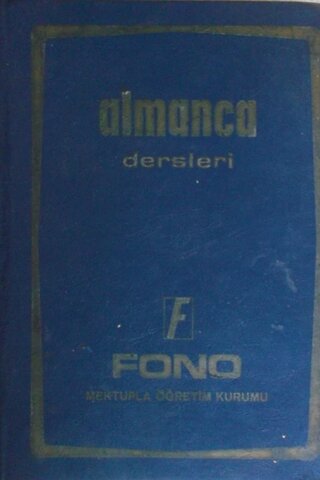 almanca
dersleri
F
FONO
MEKTUPLA ÖĞRETİM KURUMU